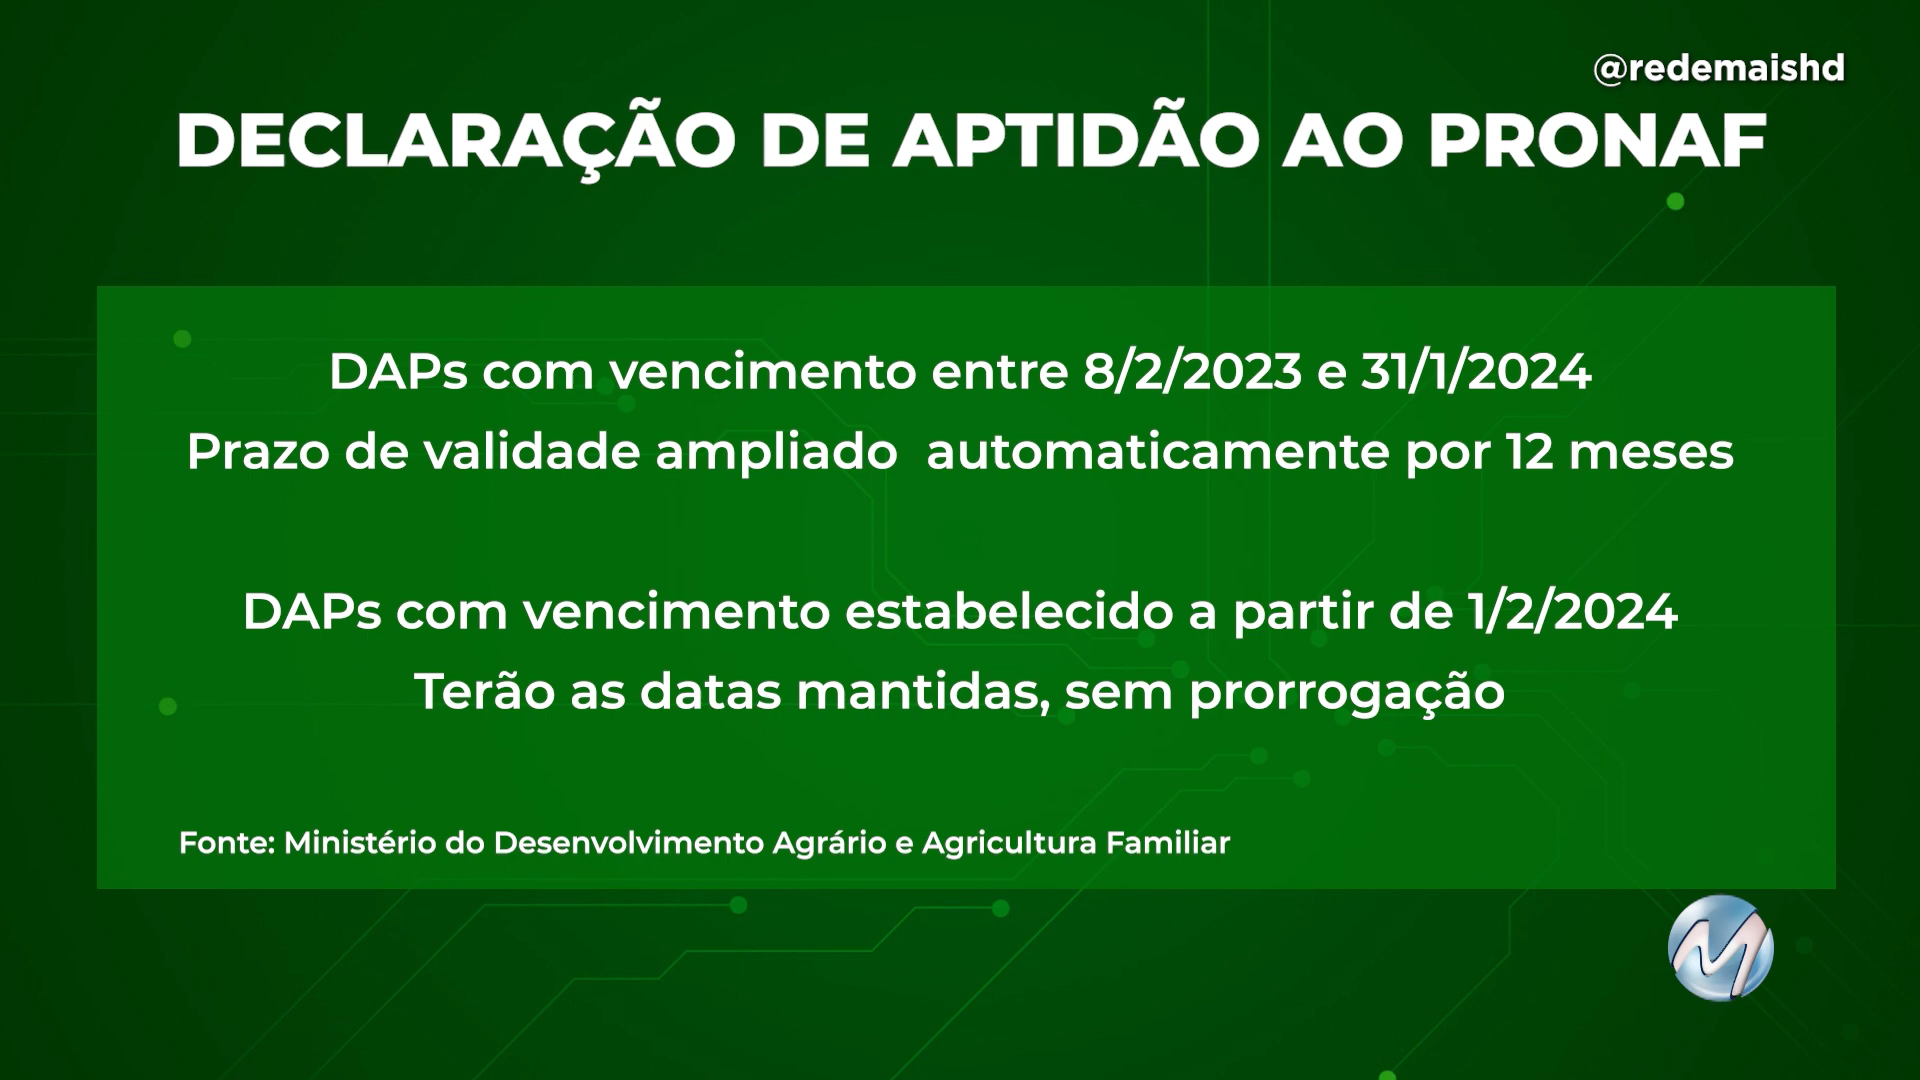 @redemaishd
DECLARAÇÃO DE APTIDÃO AO PRONAF
DAPs com vencimento entre 8/2/2023 e 31/1/2024
Prazo de validade ampliado  automaticamente por 12 meses
DAPs com vencimento estabelecido a partir de 1/2/2024
Terão as datas mantidas, sem prorrogação
Fonte: Ministério do Desenvolvimento Agrário e Agricultura Familiar
M